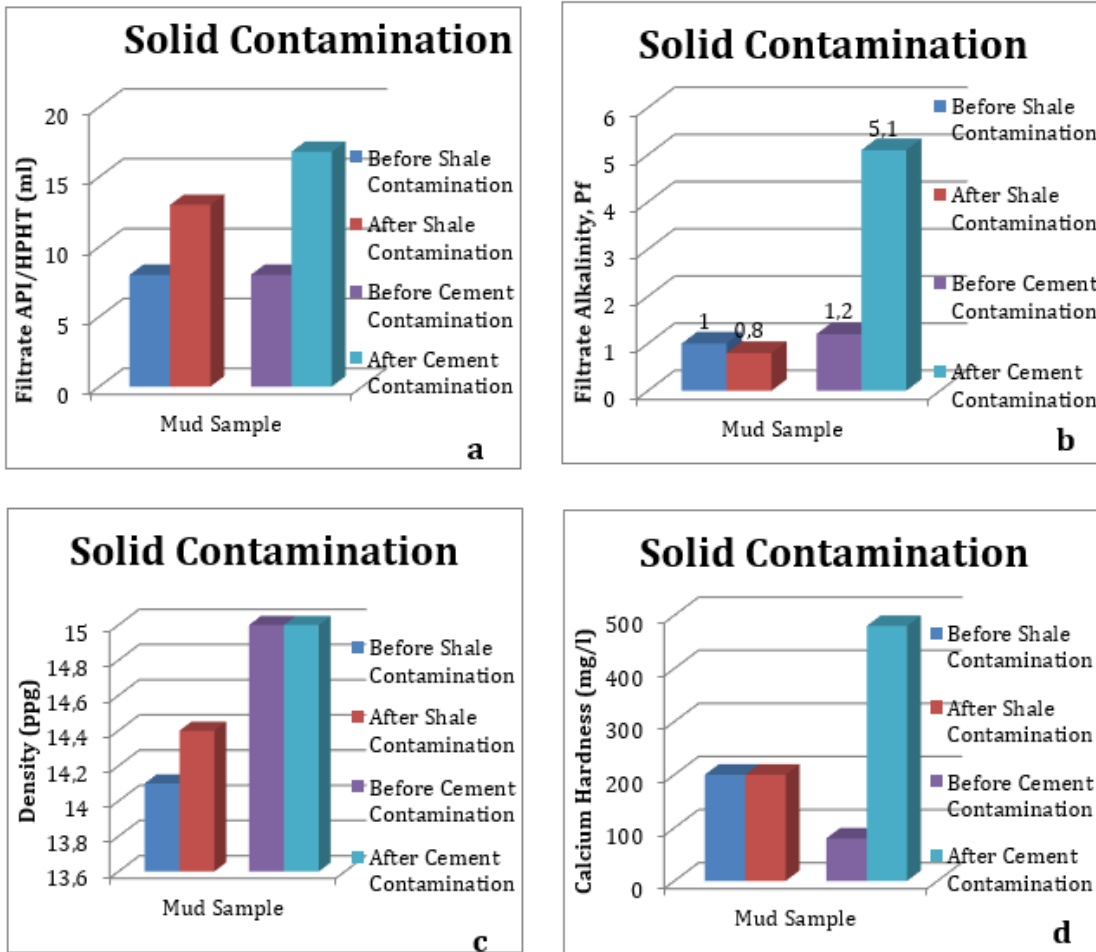 Solid Contamination
Filtrate API/HPHT (ml)
20
15
10
5
0
Mud Sample
Before Shale
Contamination
After Shale
Contamination
Before Cement
Contamination
After Cement
Contamination
a
Solid Contamination
Filtrate Alkalinity, Pf
6
5
4
3
2
1
0
1
0,8
1,2
5,1
Mud Sample
Before Shale
Contamination
After Shale
Contamination
Before Cement
Contamination
After Cement
Contamination
b
Solid Contamination
Density (ppg)
15
14,8
14,6
14,4
14,2
14
13,8
13,6
Mud Sample
Before Shale
Contamination
After Shale
Contamination
Before Cement
Contamination
After Cement
Contamination
c
Solid Contamination
Calcium Hardness (mg/l)
500
400
300
200
100
0
Mud Sample
Before Shale
Contamination
After Shale
Contamination
Before Cement
Contamination
After Cement
Contamination
d